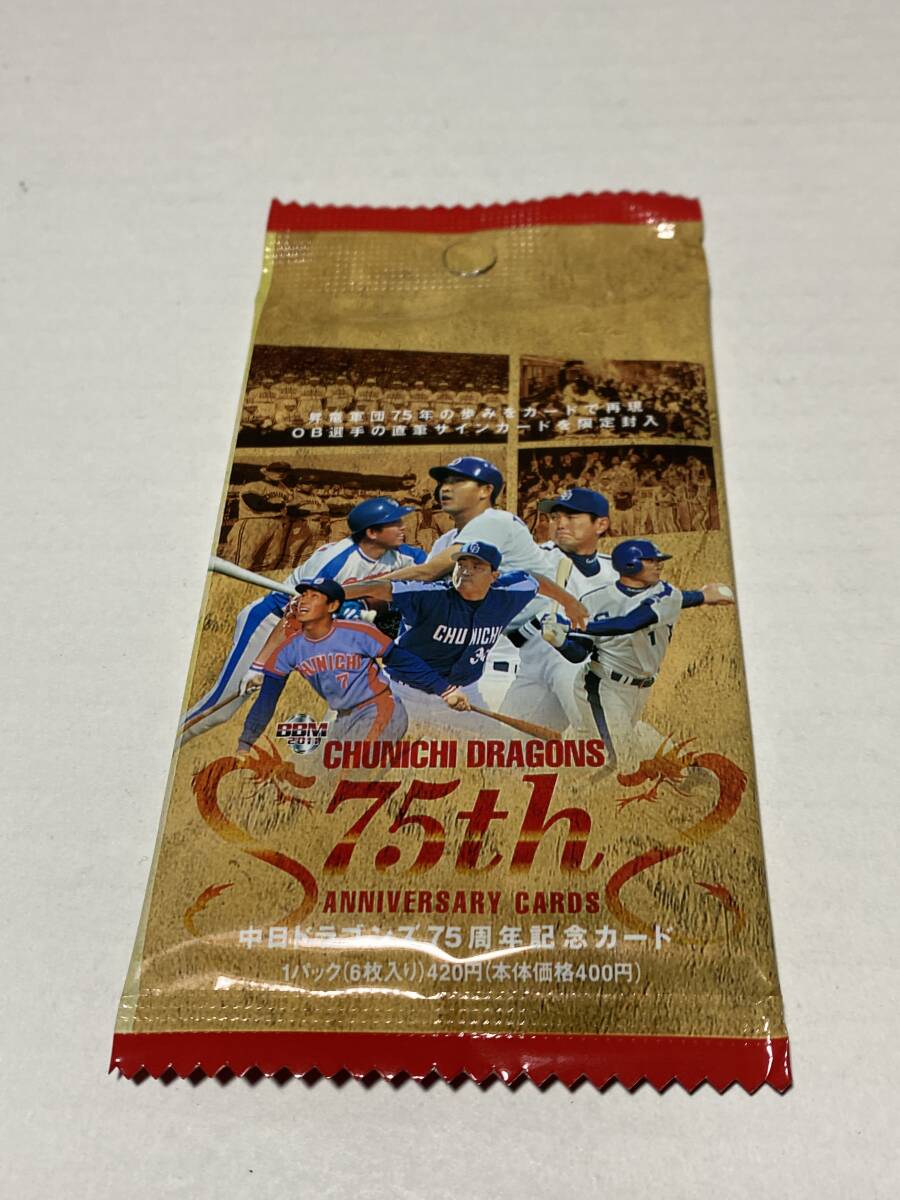 昇竜軍団75年の歩みをカードで再現
OB選手の直筆サインカードを限定封入
CHUNICHI
CHUNICHI
7
BBM
2011
CHUNICHI DRAGONS
75th
ANNIVERSARY CARDS
中日ドラゴンズ75周年記念カード
1パック(6枚入り)420円(本体価格400円)